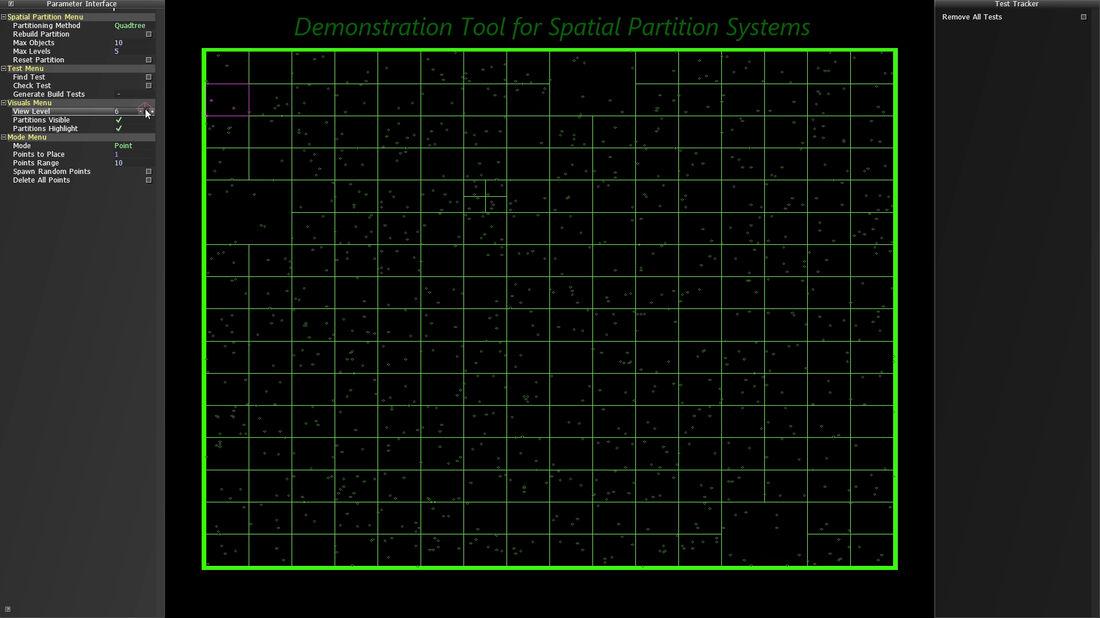 Parameter Interface
Spatial Partition Menu
Partitioning Method Quadtree
Rebuild Partition
Max Objects 10
Max Levels 5
Reset Partition
Test Menu
Find Test
Check Test
Generate Build Tests -
Visuals Menu
View Level 6
Partitions Visible ✓
Partitions Highlight ✓
Mode Menu
Mode Point
Points to Place 1
Points Range 10
Spawn Random Points
Delete All Points
Demonstration Tool for Spatial Partition Systems
Test Tracker
Remove All Tests